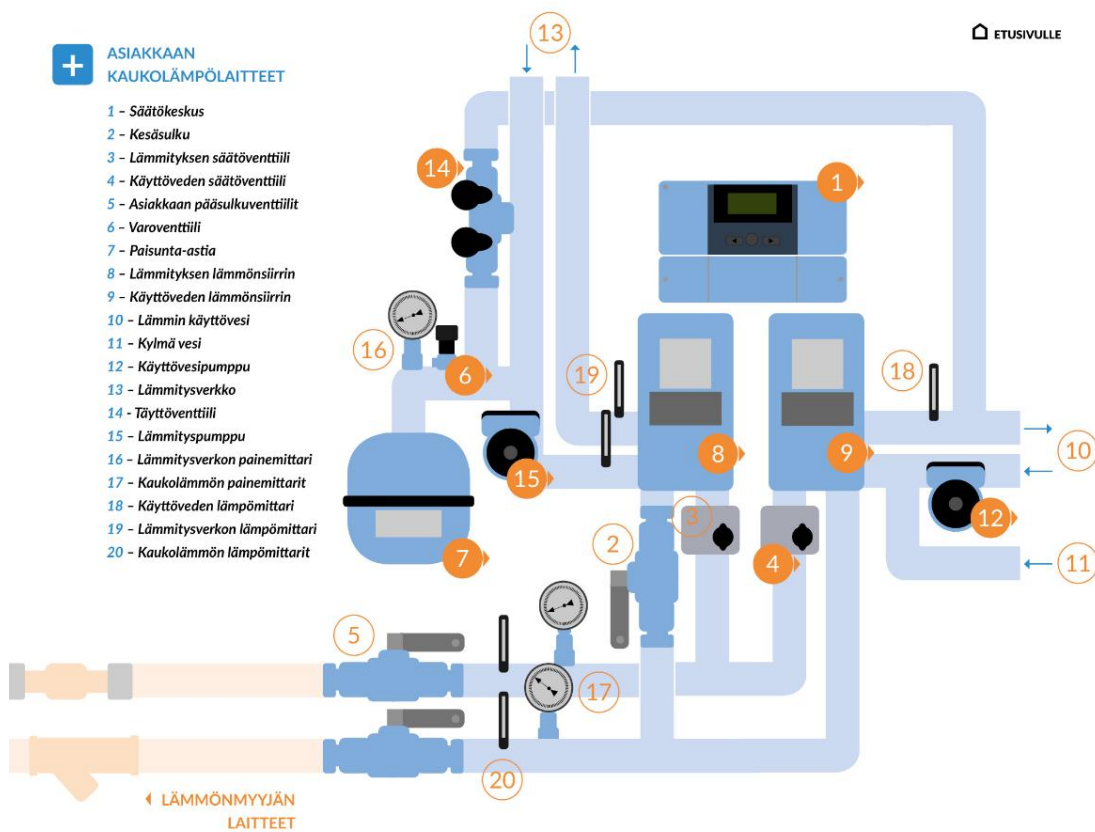 ETUSIVULLE
ASIAKKAAN
KAUKOLÄMPÖLAITTEET
1 – Säätökeskus
2 – Kesäsulku
3 – Lämmityksen säätöventtiili
4 – Käyttöveden säätöventtiili
5 – Asiakkaan pääsulkuventtiilit
6 – Varoventtiili
7 – Paisunta-astia
8 – Lämmityksen lämmönsiirrin
9 – Käyttöveden lämmönsiirrin
10 – Lämmin käyttövesi
11 – Kylmä vesi
12 – Käyttövesipumppu
13 – Lämmitysverkko
14 - Täyttöventtiili
15 – Lämmityspumppu
16 – Lämmitysverkon painemittari
17 – Kaukolämmön painemittarit
18 – Käyttöveden lämpömittari
19 – Lämmitysverkon lämpömittari
20 – Kaukolämmön lämpömittarit
13
14
1
16
6
19
18
8
9
10
15
3
12
2
7
4
11
5
17
20
LÄMMÖNMYYJÄN
LAITTEET